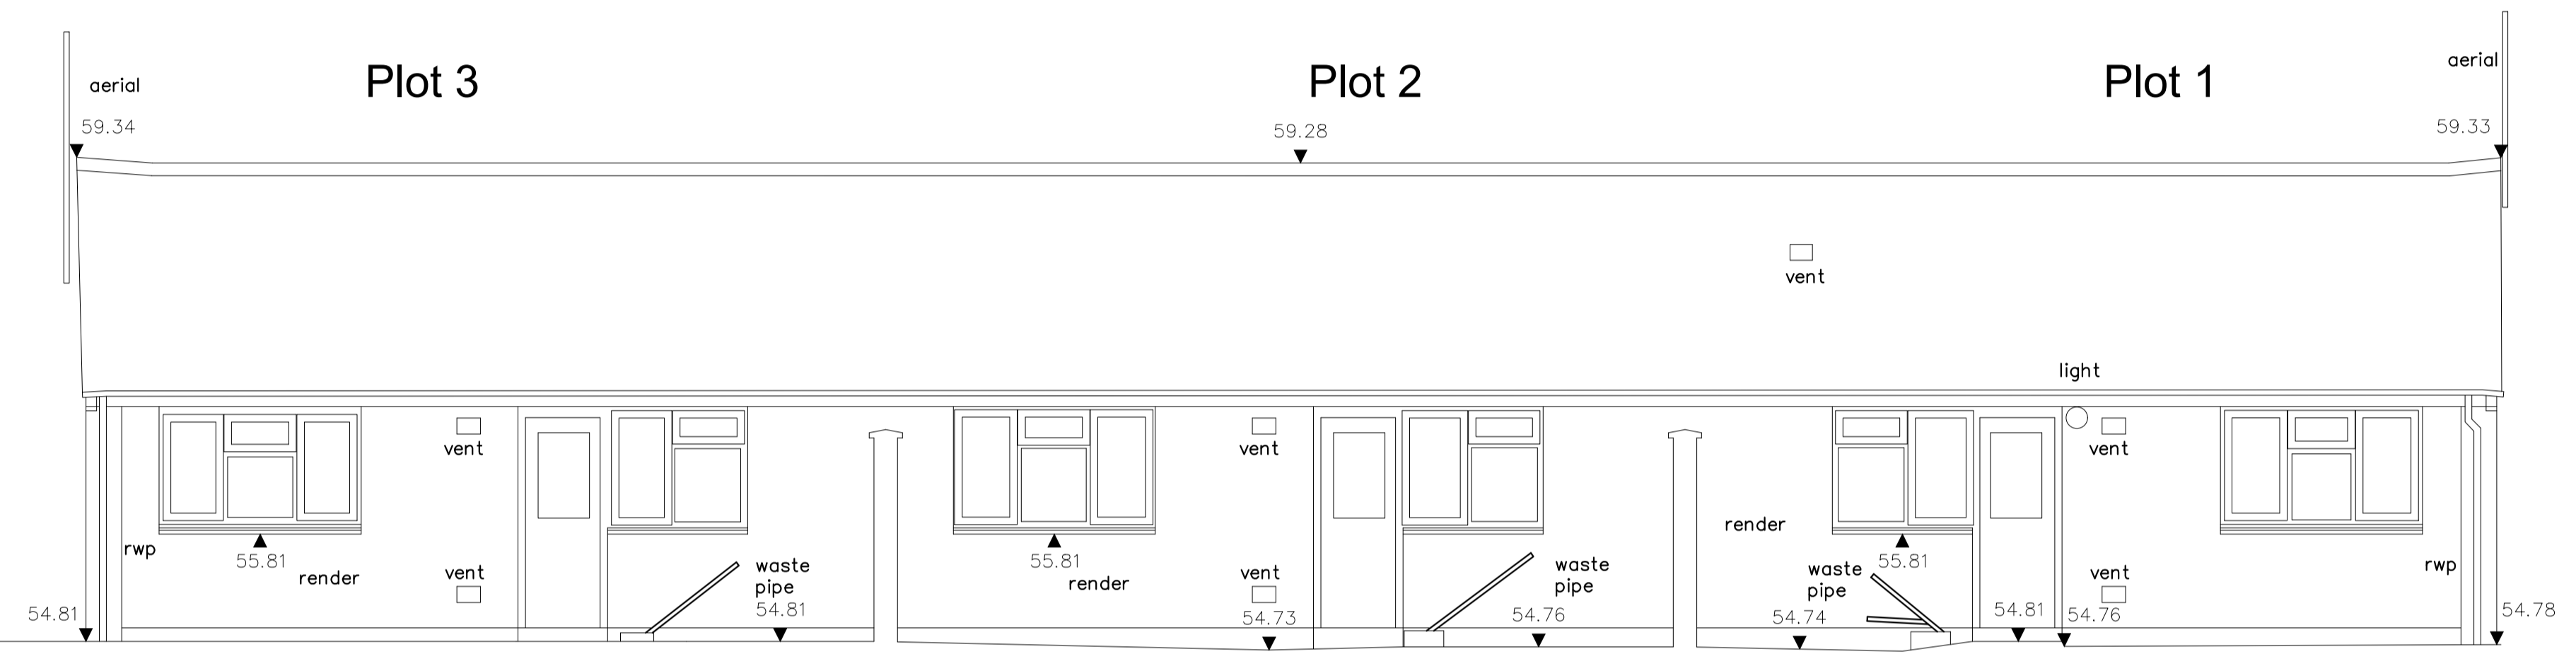 Plot 3
Plot 2
Plot 1
aerial
aerial
59.34
59.28
59.33
vent
light
vent
vent
vent
render
rwp
55.81
render
vent
waste
pipe
54.81
54.81
55.81
render
vent
54.73
waste
pipe
54.76
waste
pipe
54.74
55.81
54.81
54.76
vent
rwp
54.78